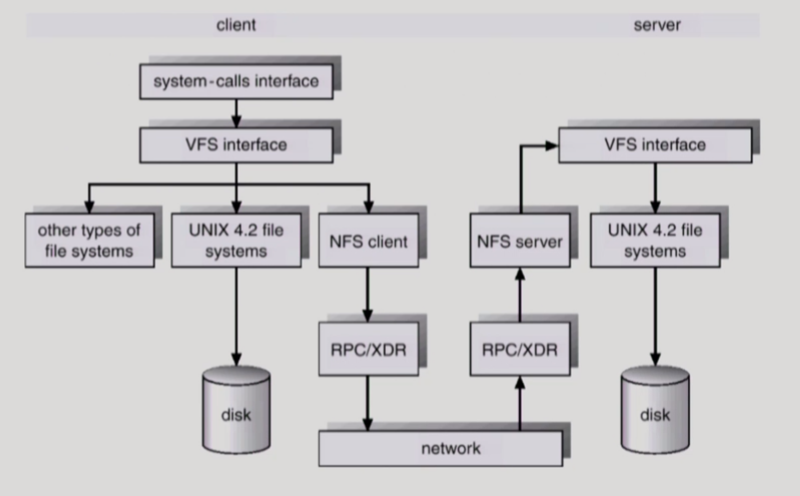 client
server
system-calls interface
VFS interface
VFS interface
other types of
file systems
UNIX 4.2 file
systems
NFS client
NFS server
UNIX 4.2 file
systems
RPC/XDR
RPC/XDR
disk
disk
network